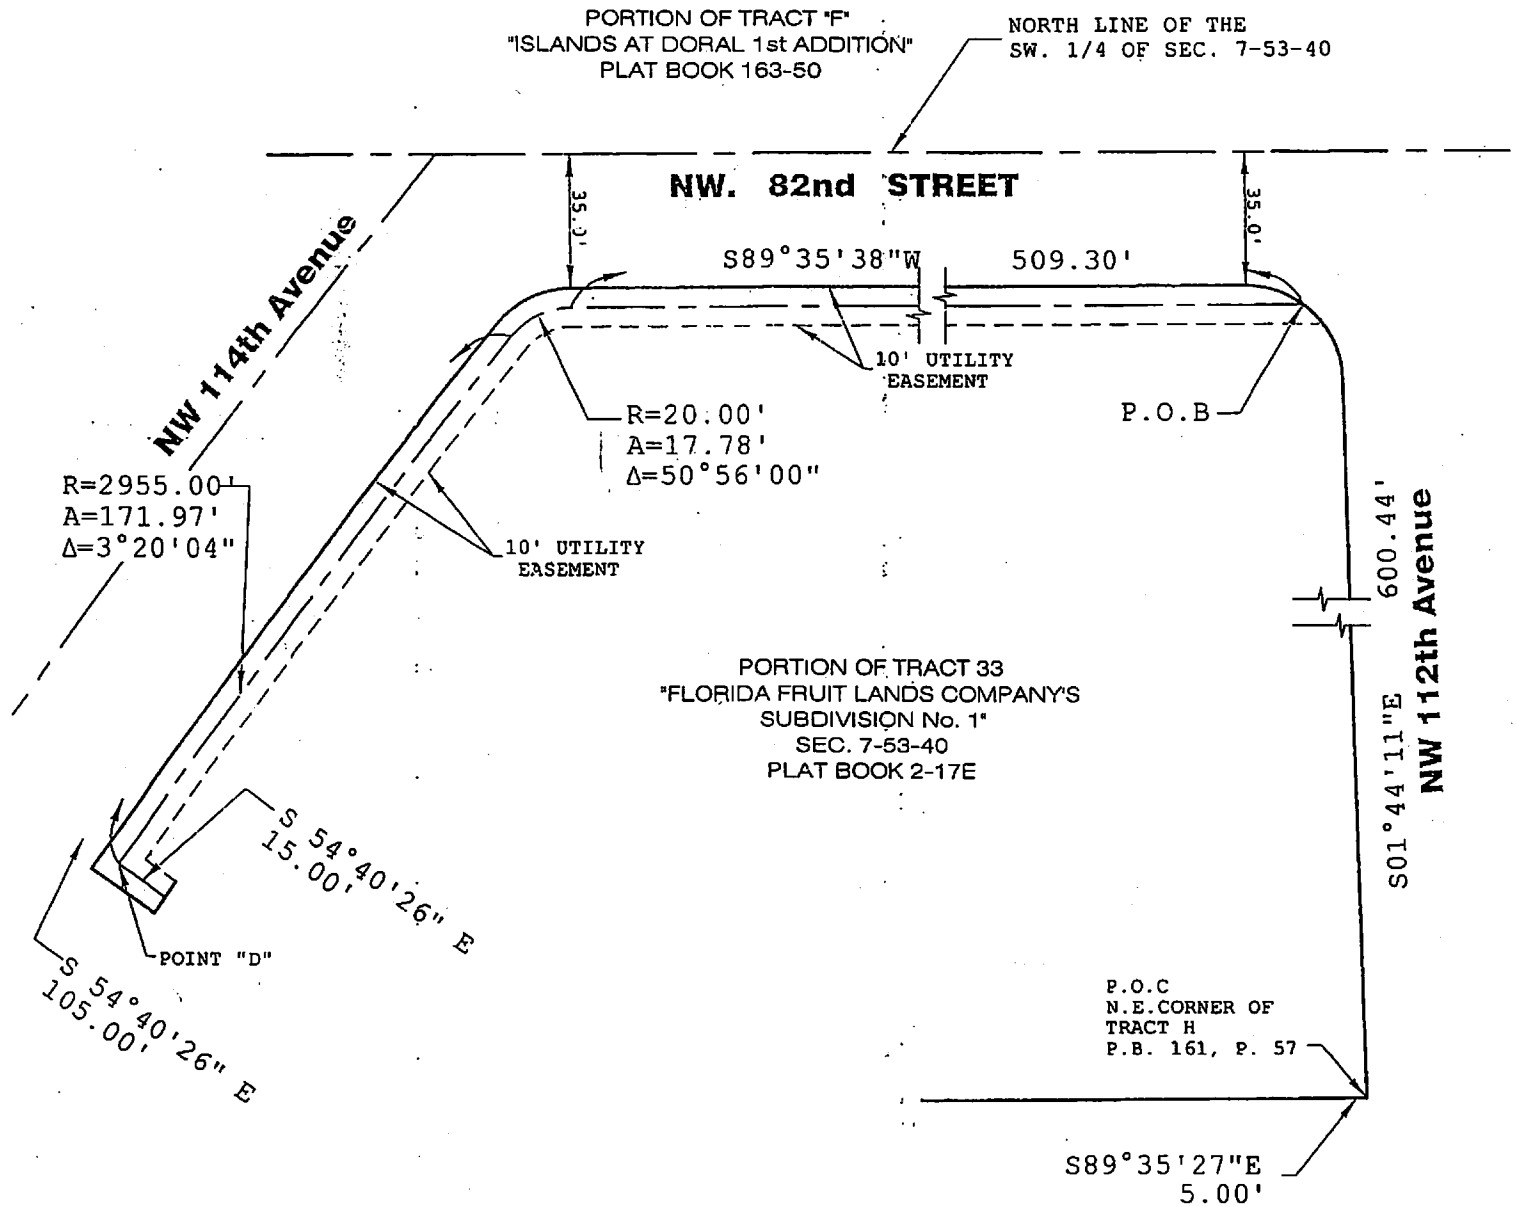 PORTION OF TRACT "F"
"ISLANDS AT DORAL 1st ADDITION"
PLAT BOOK 163-50
NORTH LINE OF THE
SW. 1/4 OF SEC. 7-53-40
NW. 82nd STREET
35.0'
35.0'
S89°35'38"W 509.30'
NW 114th Avenue
10' UTILITY
EASEMENT
P.O.B
R=20.00'
A=17.78'
Δ=50°56'00"
R=2955.00'
A=171.97'
Δ=3°20'04"
10' UTILITY
EASEMENT
S01°44'11"E 600.44'
NW 112th Avenue
PORTION OF TRACT 33
"FLORIDA FRUIT LANDS COMPANY'S
SUBDIVISION No. 1"
SEC. 7-53-40
PLAT BOOK 2-17E
S 54°40'26" E
15.00'
POINT "D"
S 54°40'26" E
105.00'
P.O.C
N.E.CORNER OF
TRACT H
P.B. 161, P. 57
S89°35'27"E
5.00'